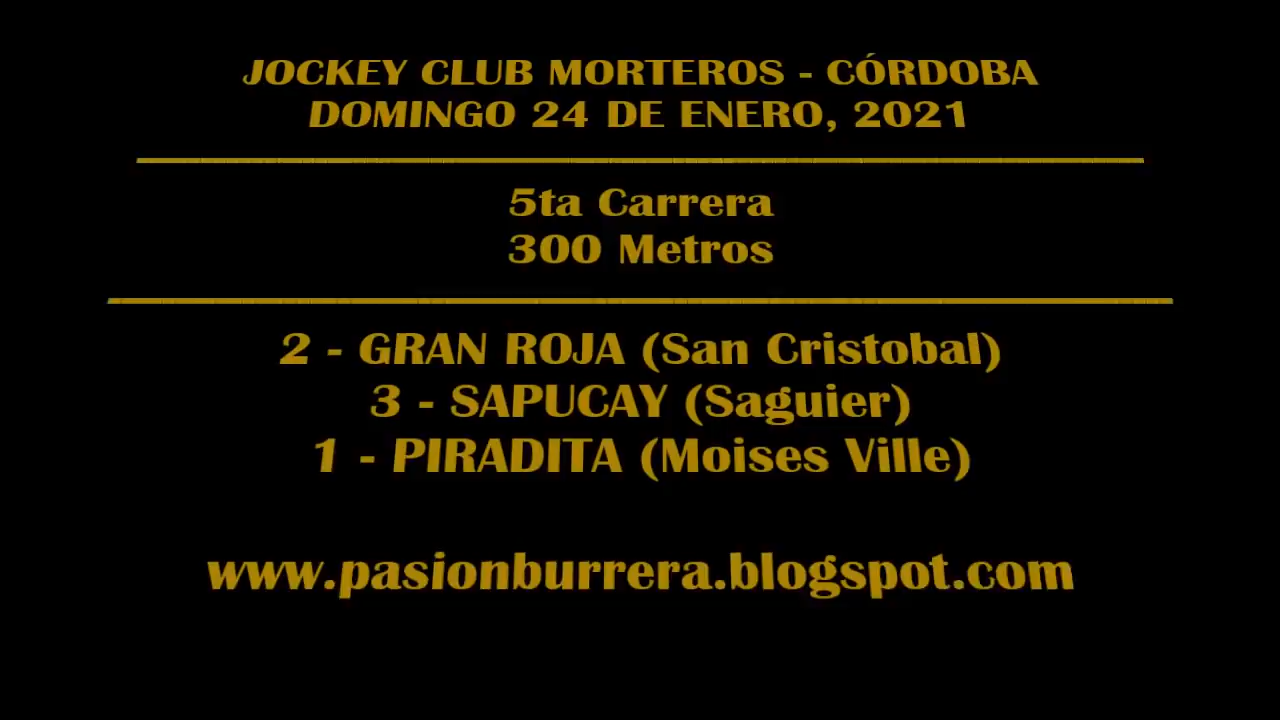 JOCKEY CLUB MORTEROS - CÓRDOBA
DOMINGO 24 DE ENERO, 2021
5ta Carrera
300 Metros
2 - GRAN ROJA (San Cristobal)
3 - SAPUCAY (Saguier)
1 - PIRADITA (Moises Ville)
www.pasionburrera.blogspot.com